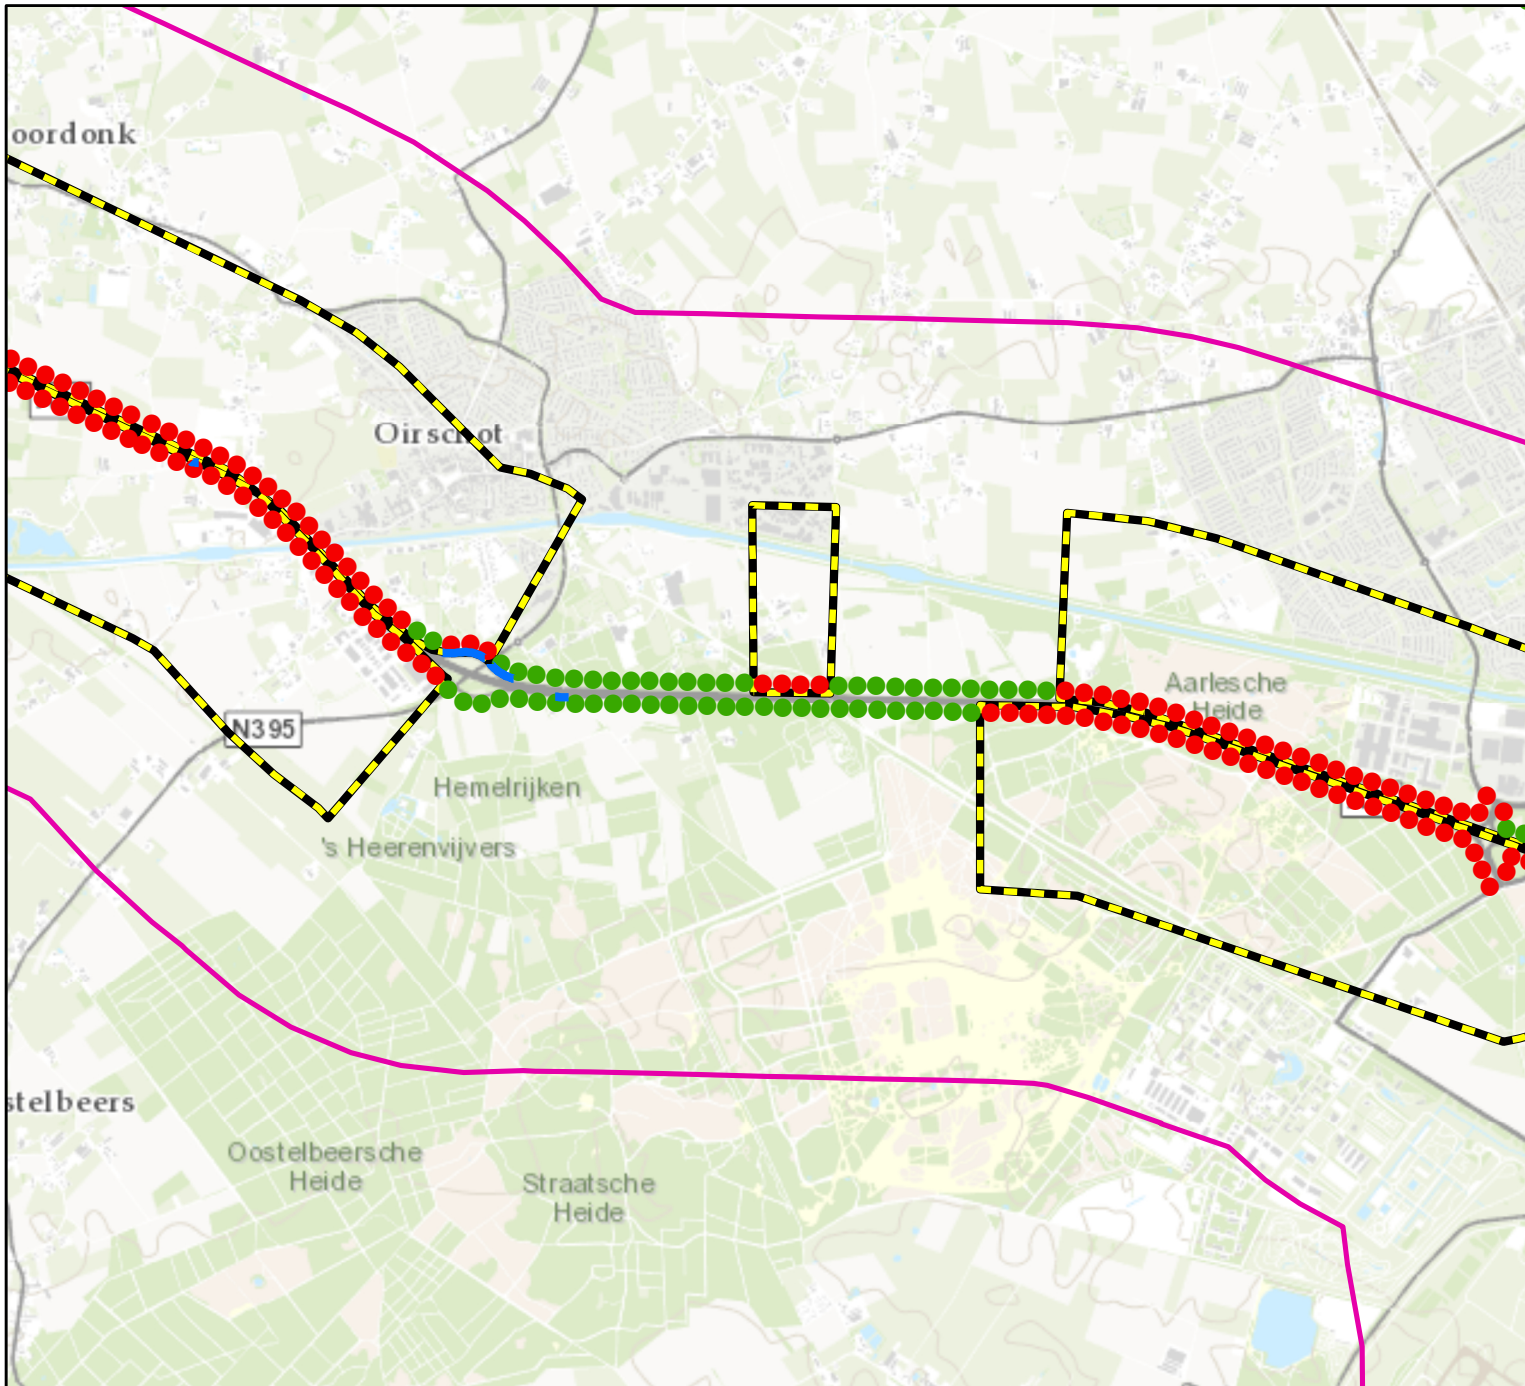 oordonk
Oirschot
Aarlesche
Heide
N395
Hemelrijken
's Heerenvijvers
stelbeers
Oostelbeersche
Heide
Straatsche
Heide